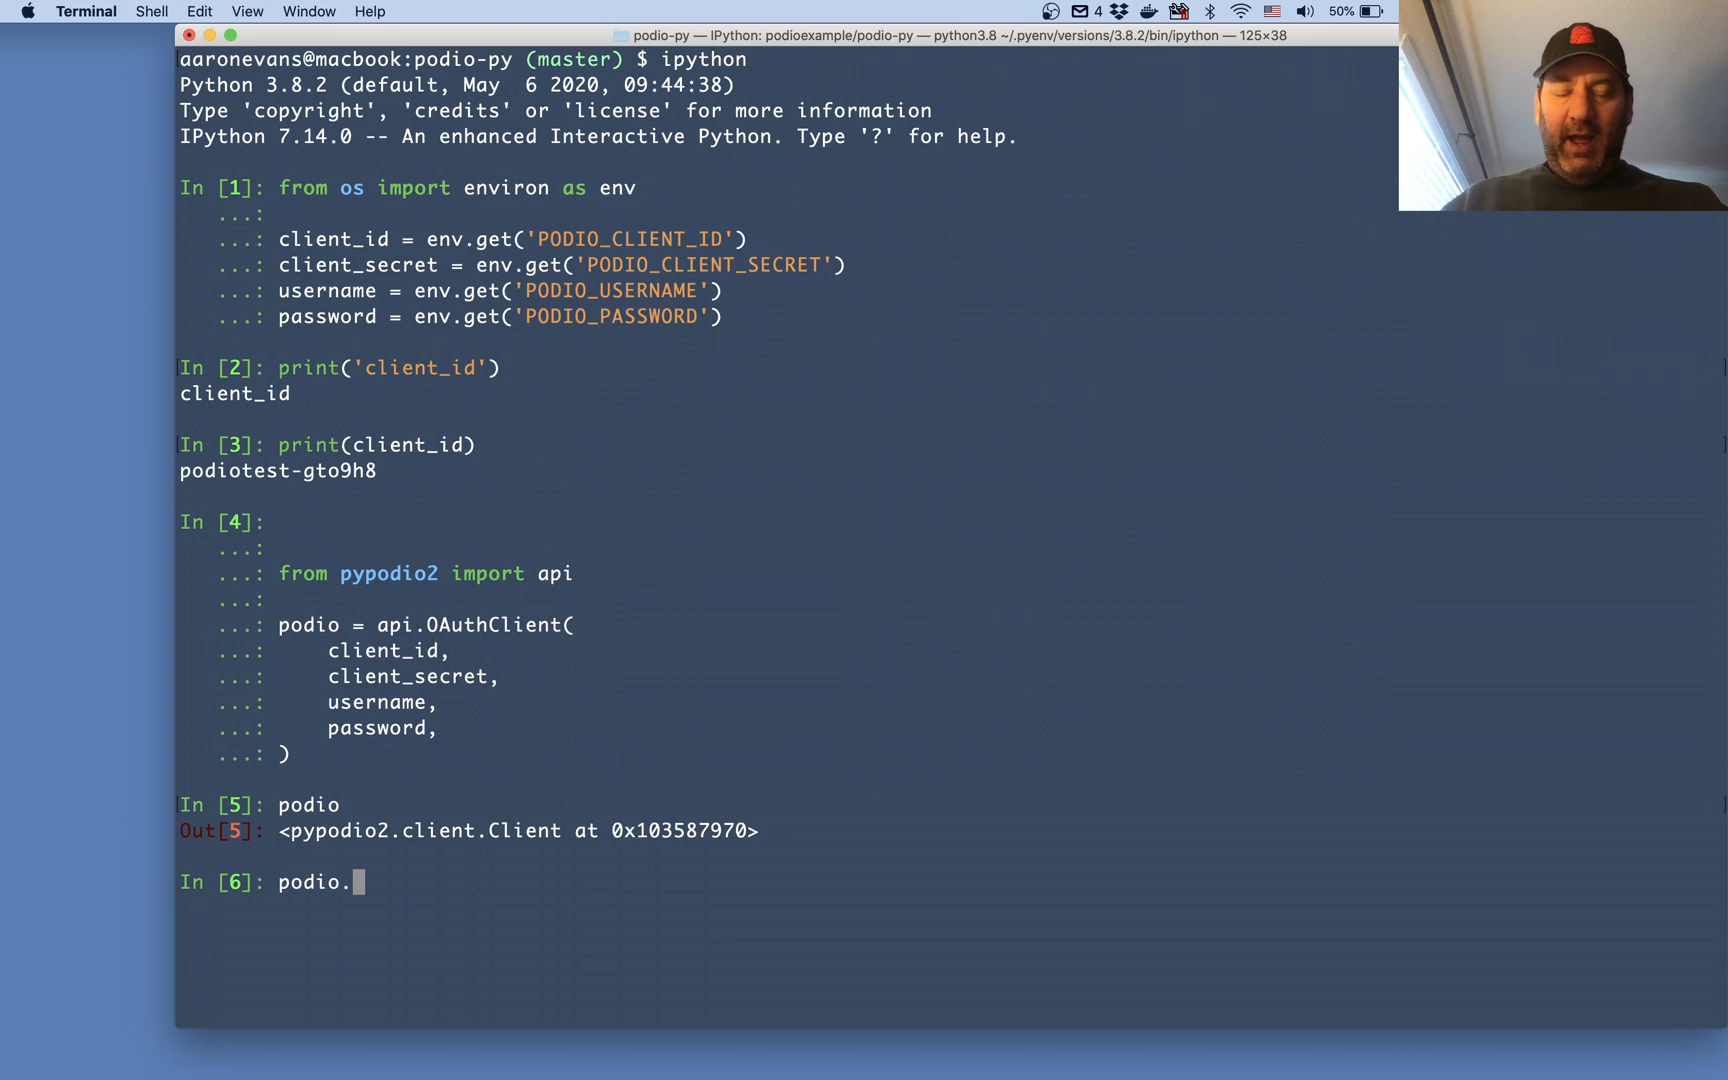 Terminal Shell Edit View Window Help 4 50%
podio-py — IPython: podioexample/podio-py — python3.8 ~/.pyenv/versions/3.8.2/bin/ipython — 125×38
aaronevans@macbook:podio-py (master) $ ipython
Python 3.8.2 (default, May  6 2020, 09:44:38)
Type 'copyright', 'credits' or 'license' for more information
IPython 7.14.0 -- An enhanced Interactive Python. Type '?' for help.
In [1]: from os import environ as env
...:
...: client_id = env.get('PODIO_CLIENT_ID')
...: client_secret = env.get('PODIO_CLIENT_SECRET')
...: username = env.get('PODIO_USERNAME')
...: password = env.get('PODIO_PASSWORD')
In [2]: print('client_id')
client_id
In [3]: print(client_id)
podiotest-gto9h8
In [4]:
...:
...: from pypodio2 import api
...:
...: podio = api.OAuthClient(
...:     client_id,
...:     client_secret,
...:     username,
...:     password,
...: )
In [5]: podio
Out[5]: <pypodio2.client.Client at 0x103587970>
In [6]: podio.